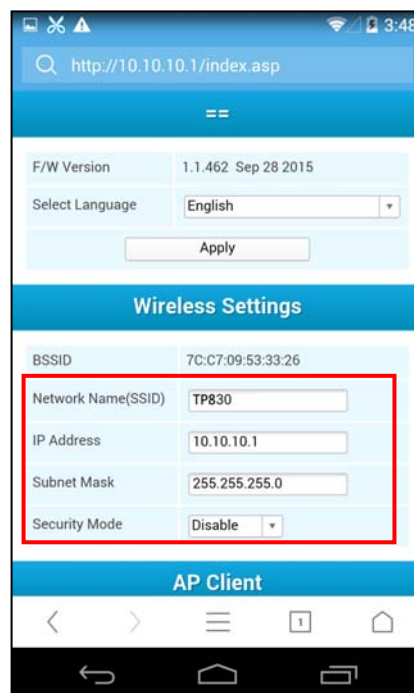 3:48
http://10.10.10.1/index.asp
==
F/W Version 1.1.462 Sep 28 2015
Select Language English
Apply
Wireless Settings
BSSID 7C:C7:09:53:33:26
Network Name(SSID) TP830
IP Address 10.10.10.1
Subnet Mask 255.255.255.0
Security Mode Disable
AP Client
1